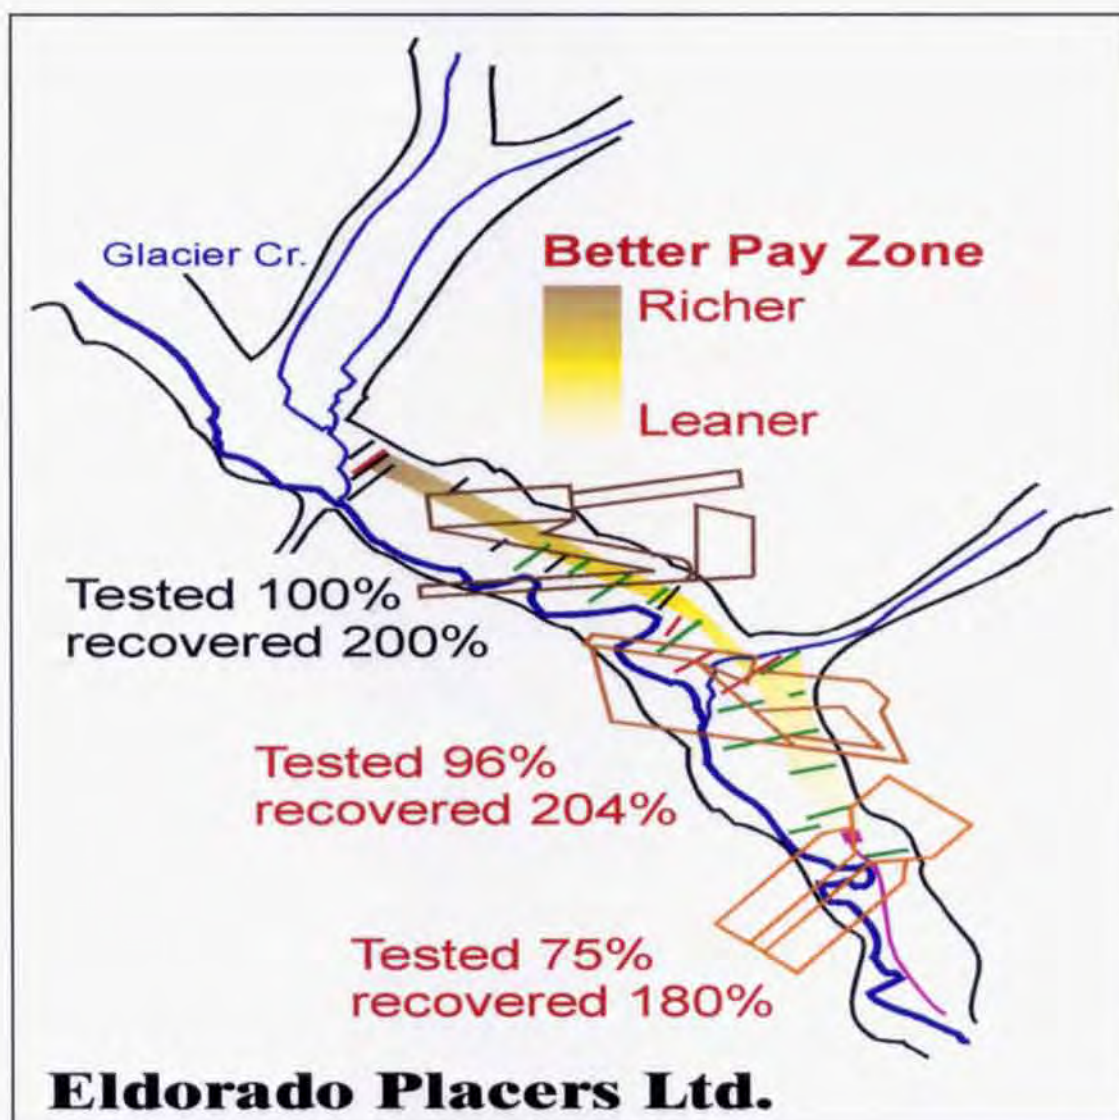 Glacier Cr.
Better Pay Zone
Richer
Leaner
Tested 100%
recovered 200%
Tested 96%
recovered 204%
Tested 75%
recovered 180%
Eldorado Placers Ltd.